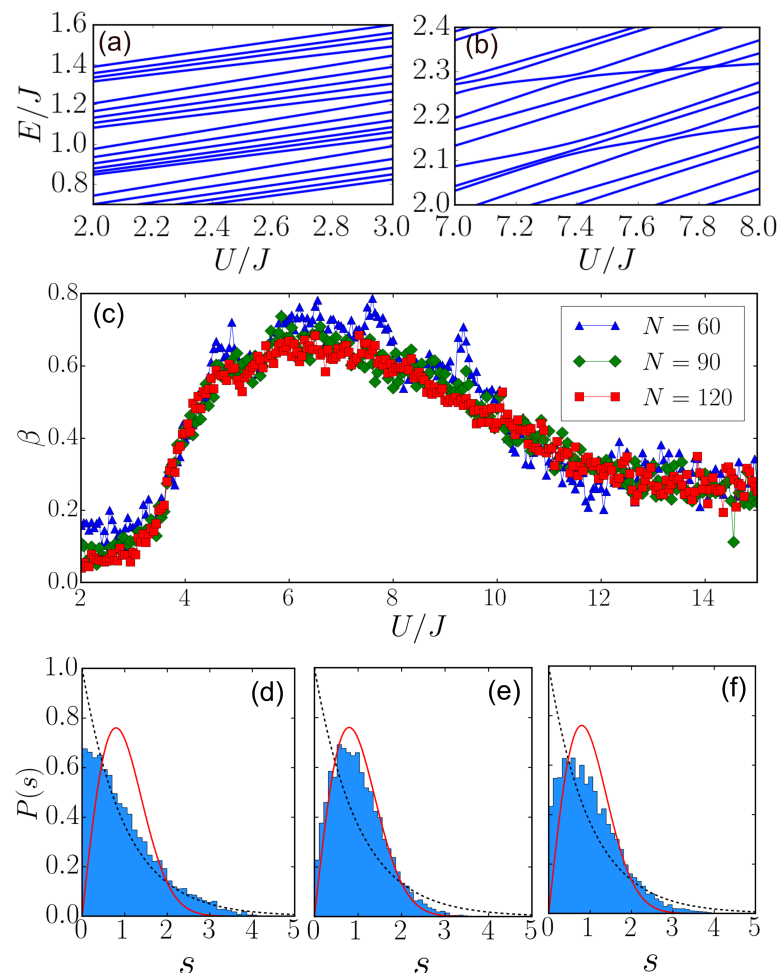 (a) (b)
1.6 1.4 1.2 1.0 0.8
E/J
2.0 2.2 2.4 2.6 2.8 3.0
U/J
2.4 2.3 2.2 2.1 2.0
7.0 7.2 7.4 7.6 7.8 8.0
U/J
(c)
0.8 0.6 0.4 0.2 0.0
β
N = 60
N = 90
N = 120
2 4 6 8 10 12 14
U/J
(d) (e) (f)
1.0 0.8 0.6 0.4 0.2 0.0
P(s)
0 1 2 3 4 5
s
0 1 2 3 4 5
s
0 1 2 3 4 5
s